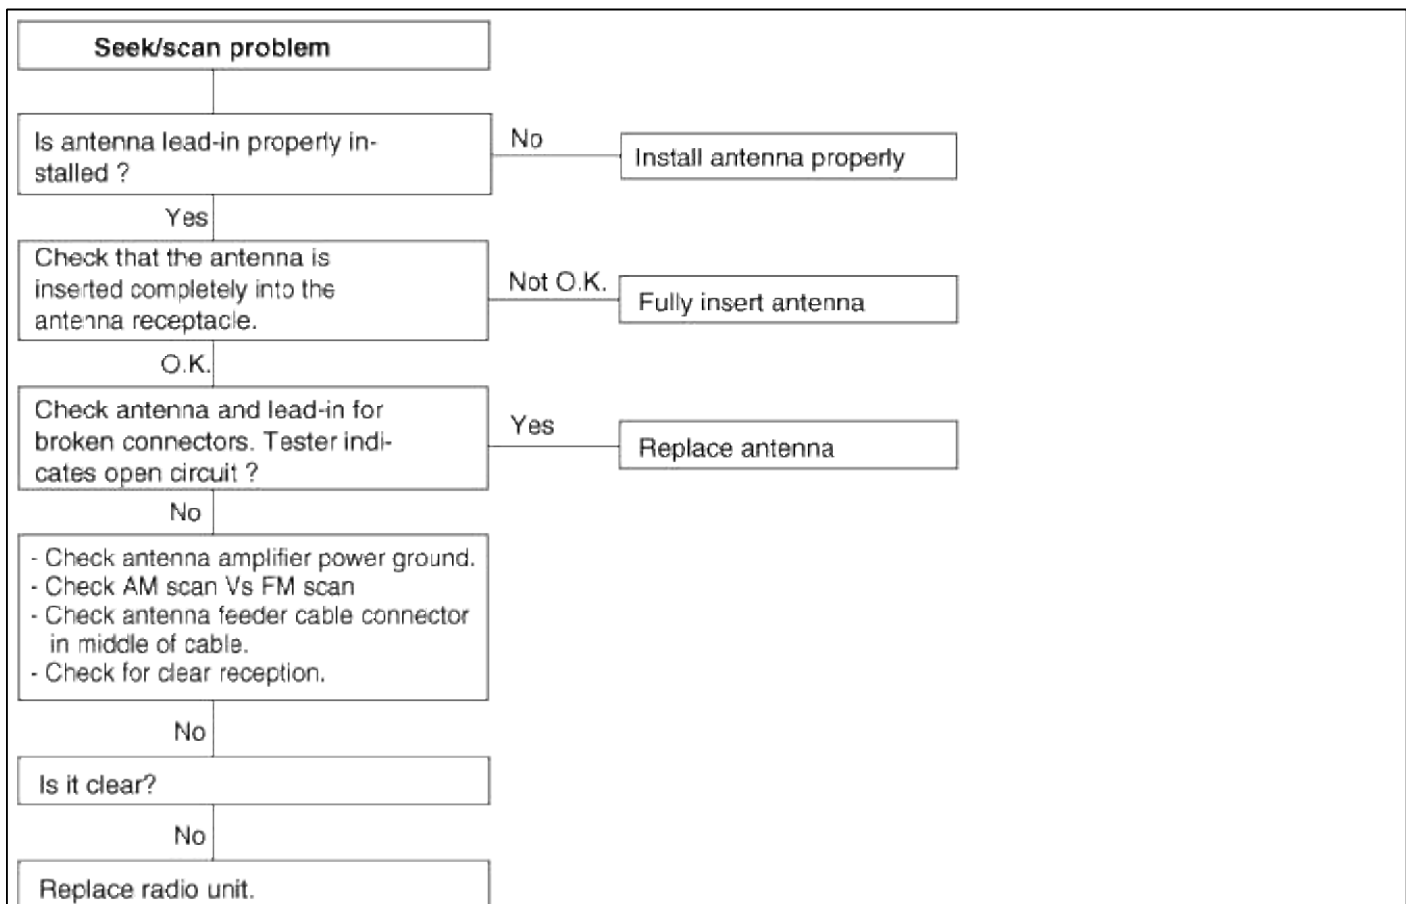 Seek/scan problem
Is antenna lead-in properly in-
stalled ?
No
Install antenna properly
Yes
Check that the antenna is
inserted completely into the
antenna receptacle.
Not O.K.
Fully insert antenna
O.K.
Check antenna and lead-in for
broken connectors. Tester indi-
cates open circuit ?
Yes
Replace antenna
No
- Check antenna amplifier power ground.
- Check AM scan Vs FM scan
- Check antenna feeder cable connector
in middle of cable.
- Check for clear reception.
No
Is it clear?
No
Replace radio unit.